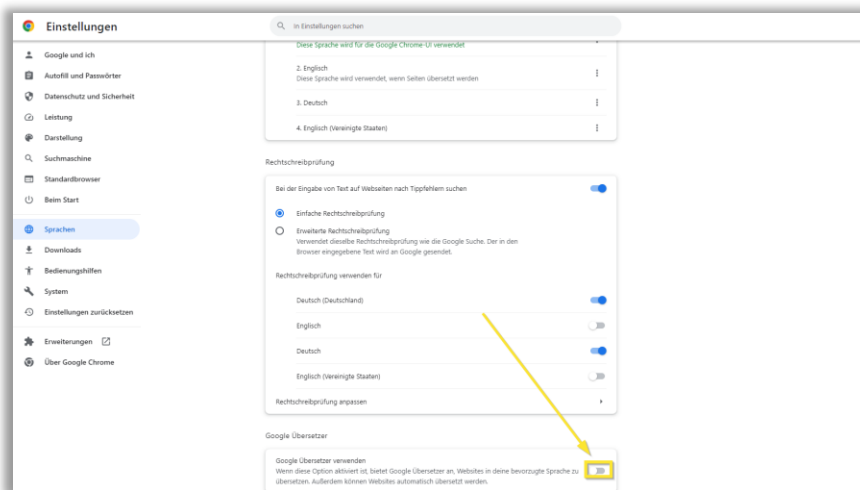 Einstellungen
In Einstellungen suchen
Google und ich
Autofill und Passwörter
Datenschutz und Sicherheit
Leistung
Darstellung
Suchmaschine
Standardbrowser
Beim Start
Sprachen
Downloads
Bedienungshilfen
System
Einstellungen zurücksetzen
Erweiterungen
Über Google Chrome
Diese Sprache wird für die Google Chrome-UI verwendet
2. Englisch
Diese Sprache wird verwendet, wenn Seiten übersetzt werden
3. Deutsch
4. Englisch (Vereinigte Staaten)
Rechtschreibprüfung
Bei der Eingabe von Text auf Webseiten nach Tippfehlern suchen
Einfache Rechtschreibprüfung
Erweiterte Rechtschreibprüfung
Verwendet dieselbe Rechtschreibprüfung wie die Google Suche. Der in den
Browser eingegebene Text wird an Google gesendet.
Rechtschreibprüfung verwenden für
Deutsch (Deutschland)
Englisch
Deutsch
Englisch (Vereinigte Staaten)
Rechtschreibprüfung anpassen
Google Übersetzer
Google Übersetzer verwenden
Wenn diese Option aktiviert ist, bietet Google Übersetzer an, Websites in deine bevorzugte Sprache zu
übersetzen. Außerdem können Websites automatisch übersetzt werden.